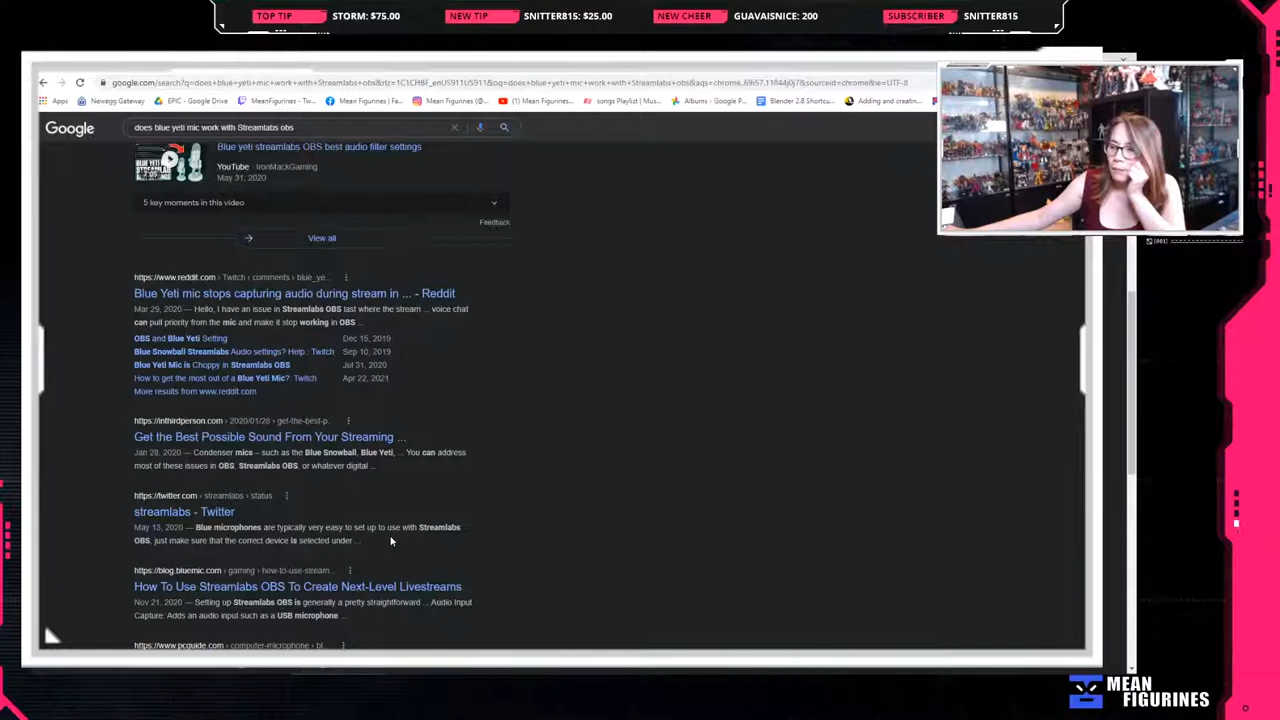 TOP TIP STORM: $75.00 NEW TIP SNITTER815: $25.00 NEW CHEER GUAVAISNICE: 200 SUBSCRIBER SNITTER815
Apps Newegg Gateway EPIC - Google Drive MeanFigurines - Tw... Mean Figurines | Fa... Mean Figurines (@... (1) Mean Figurines... songs Playlist | Mus... Albums - Google P... Blender 2.8 Shortcu... Adding and creatin...
Google does blue yeti mic work with Streamlabs obs
Blue yeti streamlabs OBS best audio filter settings
YouTube · IronMackGaming
May 31, 2020
7:05
5 key moments in this video
Feedback
View all
https://www.reddit.com › Twitch › comments › blue_ye...
Blue Yeti mic stops capturing audio during stream in ... - Reddit
Mar 29, 2020 — Hello, I have an issue in Streamlabs OBS last where the stream ... voice chat
can pull priority from the mic and make it stop working in OBS ...
OBS and Blue Yeti Setting Dec 15, 2019
Blue Snowball Streamlabs Audio settings? Help.: Twitch Sep 10, 2019
Blue Yeti Mic is Choppy in Streamlabs OBS Jul 31, 2020
How to get the most out of a Blue Yeti Mic?: Twitch Apr 22, 2021
More results from www.reddit.com
https://inthirdperson.com › 2020/01/28 › get-the-best-p...
Get the Best Possible Sound From Your Streaming ...
Jan 28, 2020 — Condenser mics – such as the Blue Snowball, Blue Yeti, ... You can address
most of these issues in OBS, Streamlabs OBS, or whatever digital ...
https://twitter.com › streamlabs › status
streamlabs - Twitter
May 13, 2020 — Blue microphones are typically very easy to set up to use with Streamlabs
OBS, just make sure that the correct device is selected under ...
https://blog.bluemic.com › gaming › how-to-use-stream...
How To Use Streamlabs OBS To Create Next-Level Livestreams
Nov 21, 2020 — Setting up Streamlabs OBS is generally a pretty straightforward ... Audio Input
Capture: Adds an audio input such as a USB microphone ...
https://www.pcguide.com › computer-microphone › bl...
[001]
MEAN
FIGURINES